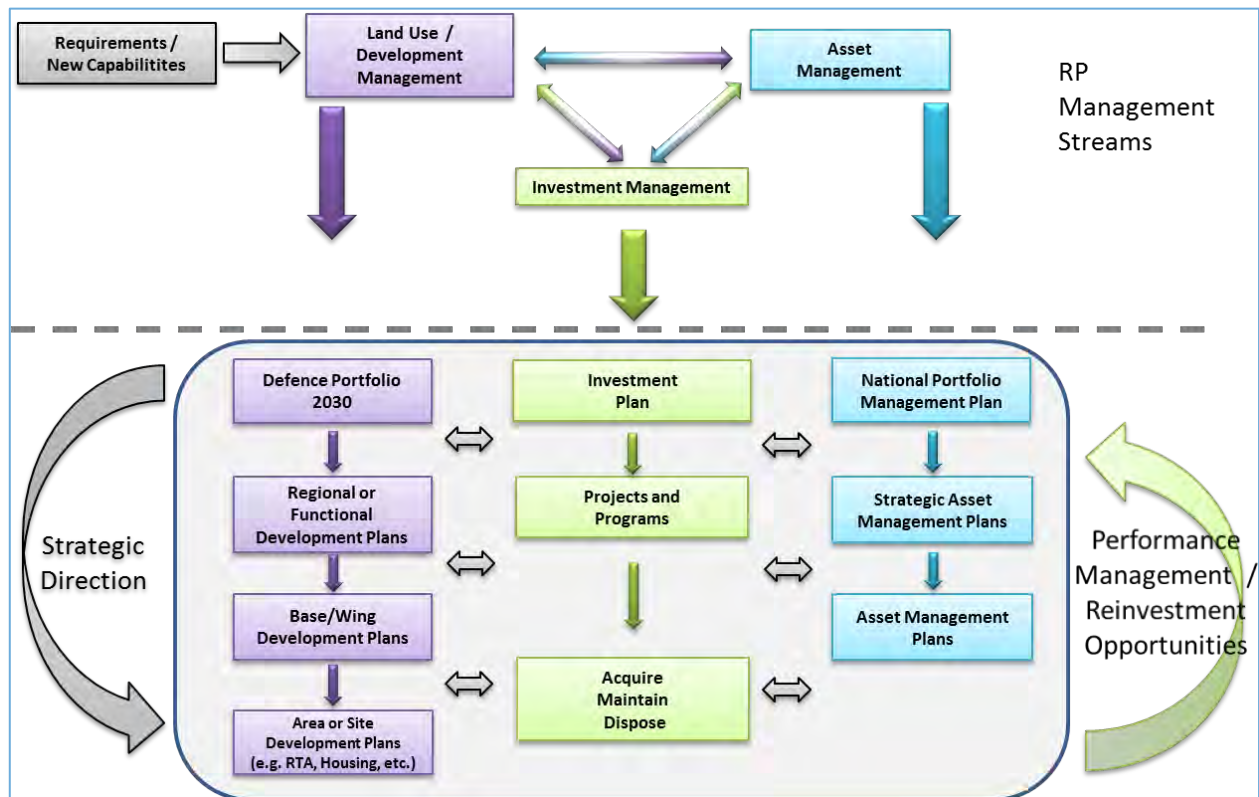 Requirements /
New Capabilitites
Land Use /
Development
Management
Asset
Management
RP
Management
Streams
Investment Management
Defence Portfolio
2030
Investment
Plan
National Portfolio
Management Plan
Regional or
Functional
Development Plans
Projects and
Programs
Strategic Asset
Management Plans
Strategic
Direction
Performance
Management /
Reinvestment
Opportunities
Base/Wing
Development Plans
Asset Management
Plans
Acquire
Maintain
Dispose
Area or Site
Development Plans
(e.g. RTA, Housing, etc.)